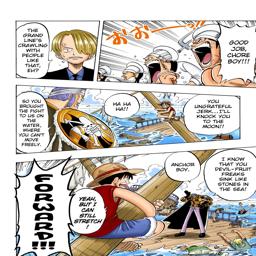 GOOD
JOB,
CHORE
BOY!!!
THE
GRAND
LINE'S
CRAWLING
WITH
PEOPLE
LIKE
THAT,
EH?
YOU
UNGRATEFUL
JERK...I'LL
KNOCK YOU
TO THE
MOON!!
HA HA
HA!!
SO YOU
BROUGHT THE
FIGHT TO US
ON THE
WATER,
WHERE YOU
CAN'T MOVE
FREELY.
I KNOW THAT
YOU
DEVIL-FRUIT
FREAKS
SINK LIKE
STONES IN
THE SEA!
ANCHOR
BOY.
YEAH,
BUT I CAN
STILL
STRETCH!
FORWARD!!!